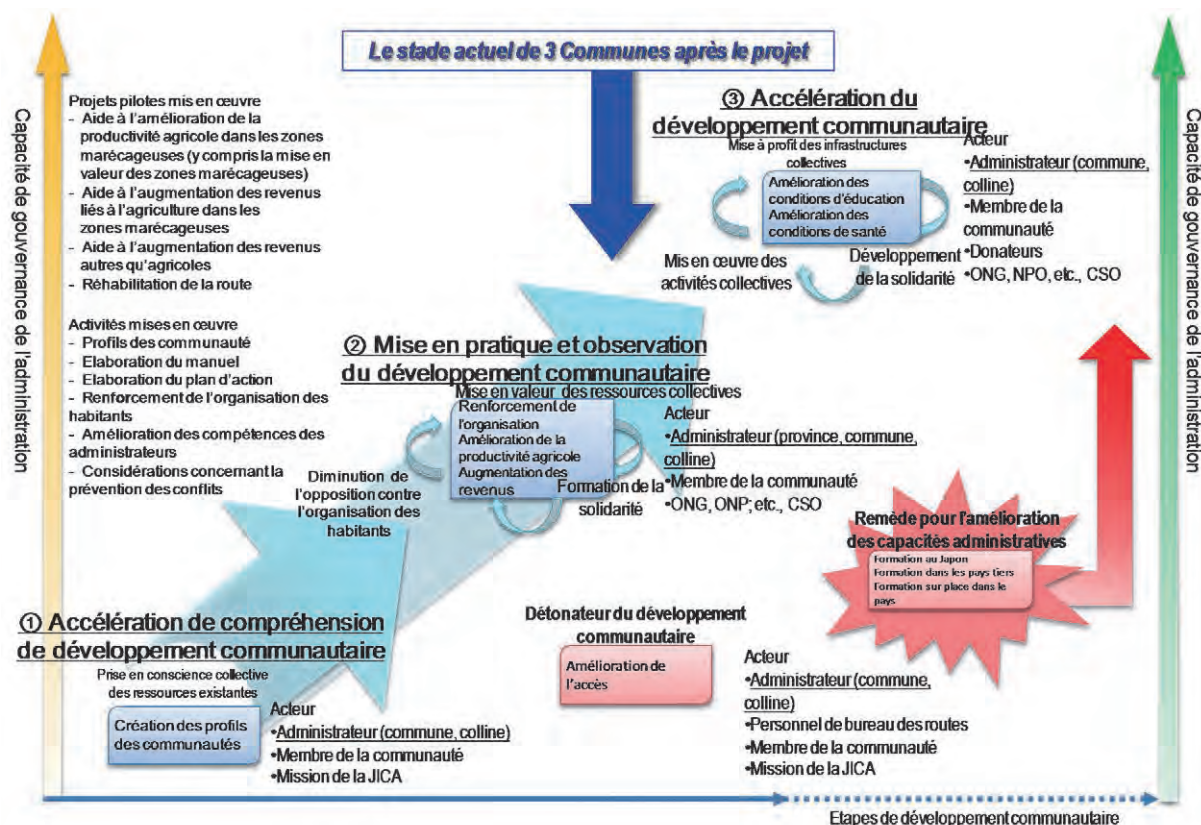 Le stade actuel de 3 Communes après le projet
Capacité de gouvernance de l'administration
Projets pilotes mis en œuvre
- Aide à l'amélioration de la
productivité agricole dans les zones
marécageuses (y compris la mise en
valeur des zones marécageuses)
- Aide à l'augmentation des revenus
liés à l'agriculture dans les
zones marécageuses
- Aide à l'augmentation des revenus
autres qu'agricoles
- Réhabilitation de la route
Activités mises en œuvre
- Profils des communauté
- Elaboration du manuel
- Elaboration du plan d'action
- Renforcement de l'organisation des
habitants
- Amélioration des compétences des
administrateurs
- Considérations concernant la
prévention des conflits
③ Accélération du
développement communautaire
Mise à profit des infrastructures
collectives
Amélioration des
conditions d'éducation
Amélioration des
conditions de santé
Mis en œuvre des
activités collectives
Développement
de la solidarité
Acteur
•Administrateur (commune,
colline)
•Membre de la
communauté
•Donateurs
•ONG, NPO, etc., CSO
Capacité de gouvernance de l'administration
② Mise en pratique et observation
du développement communautaire
Mise en valeur des ressources collectives
Renforcement de
l'organisation
Amélioration de la
productivité agricole
Augmentation des
revenus
Diminution de
l'opposition contre
l'organisation des
habitants
Formation de la
solidarité
Acteur
•Administrateur (province, commune,
colline)
•Membre de la communauté
•ONG, ONP; etc., CSO
Remède pour l'amélioration
des capacités administratives
Formation au Japon
Formation dans les pays tiers
Formation sur place dans le
pays
① Accélération de compréhension
de développement communautaire
Prise en conscience collective
des ressources existantes
Création des profils
des communautés
Acteur
•Administrateur (commune, colline)
•Membre de la communauté
•Mission de la JICA
Détonateur du développement
communautaire
Amélioration de
l'accès
Acteur
•Administrateur (commune,
colline)
•Personnel de bureau des routes
•Membre de la communauté
•Mission de la JICA
Etapes de développement communautaire